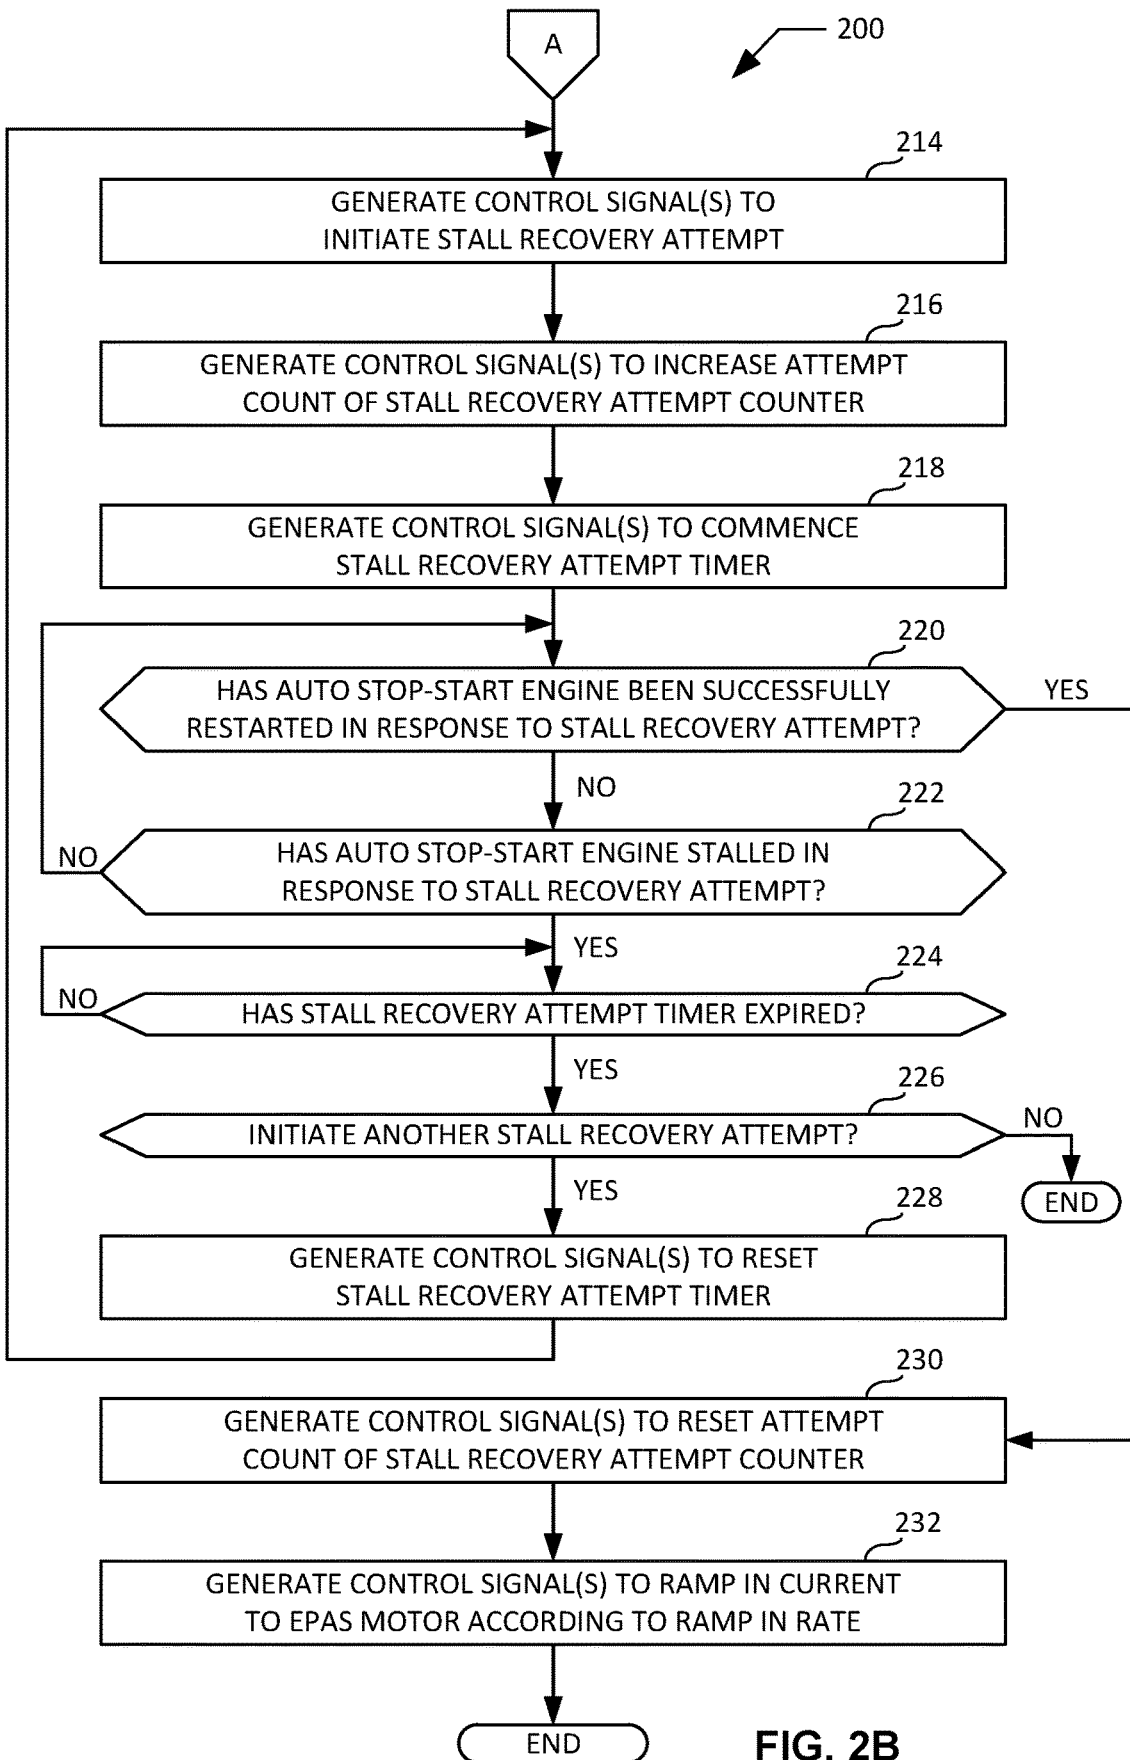 A
200
214
GENERATE CONTROL SIGNAL(S) TO
INITIATE STALL RECOVERY ATTEMPT
216
GENERATE CONTROL SIGNAL(S) TO INCREASE ATTEMPT
COUNT OF STALL RECOVERY ATTEMPT COUNTER
218
GENERATE CONTROL SIGNAL(S) TO COMMENCE
STALL RECOVERY ATTEMPT TIMER
220
HAS AUTO STOP-START ENGINE BEEN SUCCESSFULLY
RESTARTED IN RESPONSE TO STALL RECOVERY ATTEMPT?
YES
NO
222
HAS AUTO STOP-START ENGINE STALLED IN
RESPONSE TO STALL RECOVERY ATTEMPT?
NO
YES
224
HAS STALL RECOVERY ATTEMPT TIMER EXPIRED?
NO
YES
226
INITIATE ANOTHER STALL RECOVERY ATTEMPT?
NO
END
YES
228
GENERATE CONTROL SIGNAL(S) TO RESET
STALL RECOVERY ATTEMPT TIMER
230
GENERATE CONTROL SIGNAL(S) TO RESET ATTEMPT
COUNT OF STALL RECOVERY ATTEMPT COUNTER
232
GENERATE CONTROL SIGNAL(S) TO RAMP IN CURRENT
TO EPAS MOTOR ACCORDING TO RAMP IN RATE
END
FIG. 2B